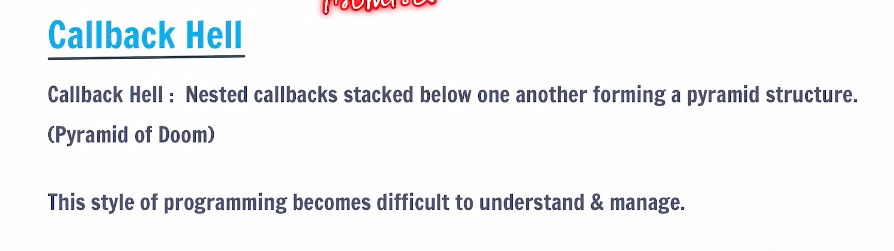 Callback Hell
Callback Hell : Nested callbacks stacked below one another forming a pyramid structure.
(Pyramid of Doom)
This style of programming becomes difficult to understand & manage.